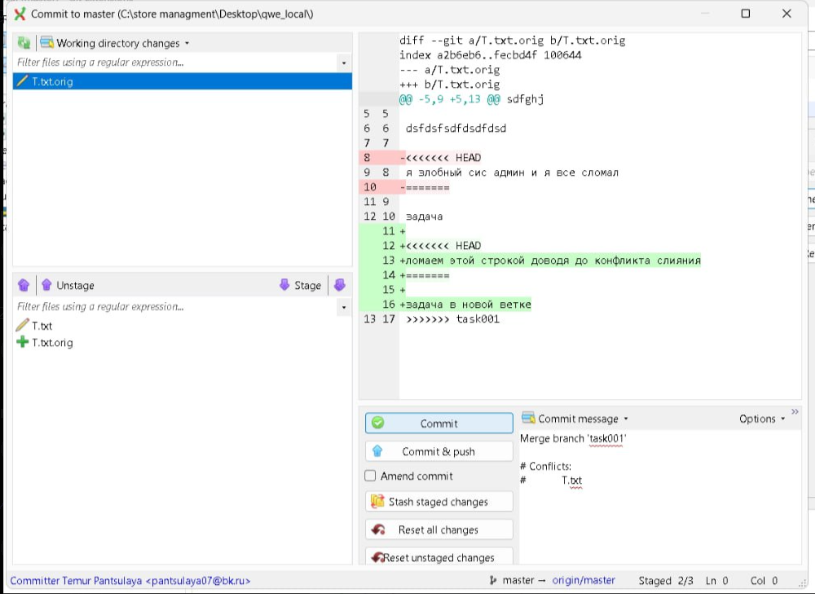 Commit to master (C:\store managment\Desktop\qwe_local\)
Working directory changes
Filter files using a regular expression...
T.txt.orig
Unstage
Stage
Filter files using a regular expression...
T.txt
T.txt.orig
diff --git a/T.txt.orig b/T.txt.orig
index a2b6eb6..fecbd4f 100644
--- a/T.txt.orig
+++ b/T.txt.orig
@@ -5,9 +5,13 @@ sdfghj
5 5
6 6 dsfdsfsdfdsdfdsd
7 7
8 -<<<<<<< HEAD
9 8 я злобный сис админ и я все сломал
10 -=======
11 9
12 10 задача
11 +
12 +<<<<<<< HEAD
13 +ломаем этой строкой доводя до конфликта слияния
14 +=======
15 +
16 +задача в новой ветке
13 17 >>>>>>> task001
Commit
Commit & push
Amend commit
Stash staged changes
Reset all changes
Reset unstaged changes
Commit message
Options
Merge branch 'task001'
# Conflicts:
# T.txt
Committer Temur Pantsulaya <pantsulaya07@bk.ru>
master → origin/master
Staged 2/3
Ln 0
Col 0